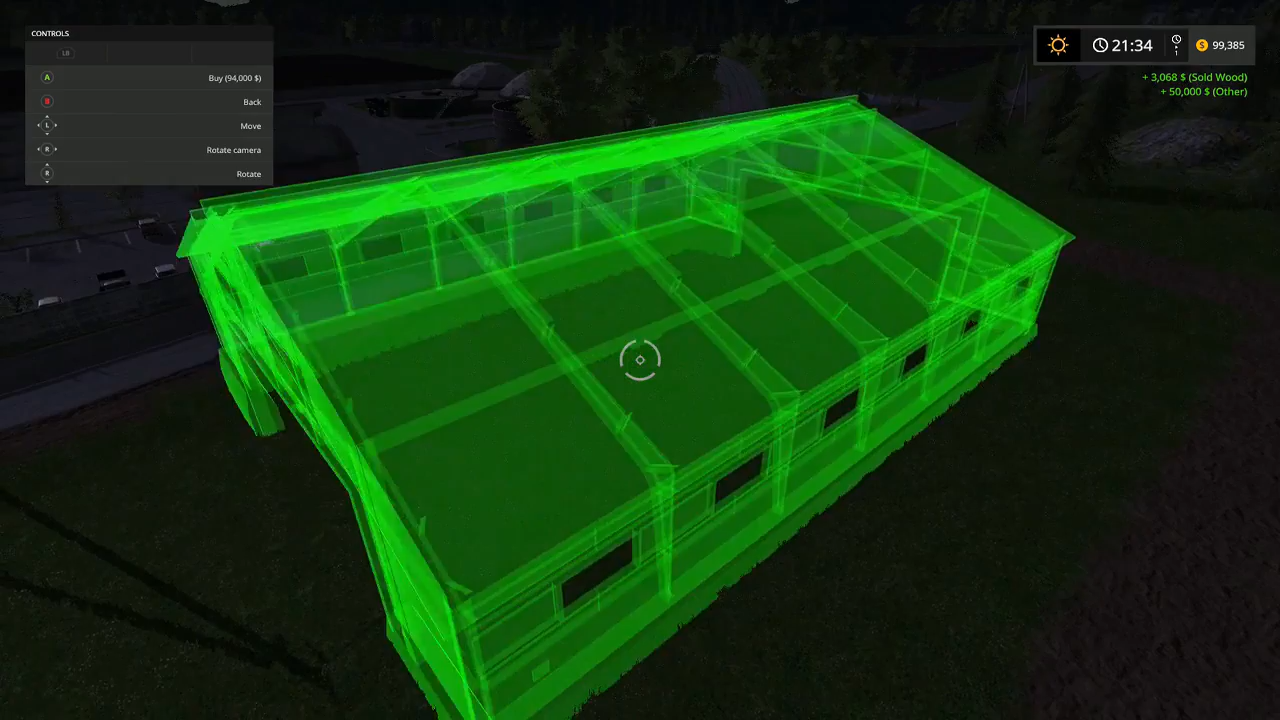 CONTROLS
LB
A Buy (94,000 $)
B Back
L Move
R Rotate camera
R Rotate
21:34
1
$ 99,385
+ 3,068 $ (Sold Wood)
+ 50,000 $ (Other)